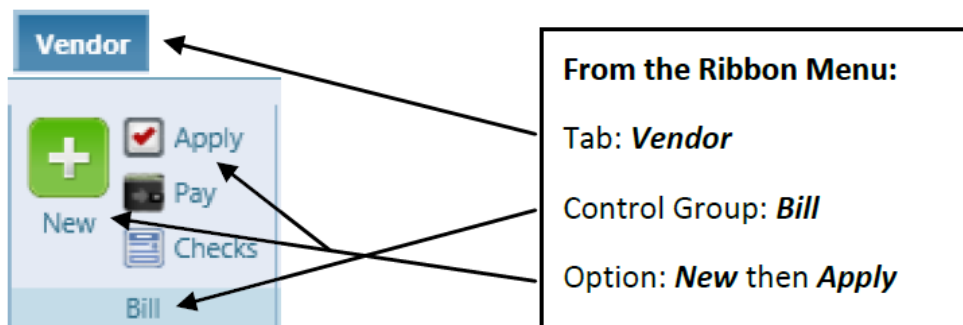 Vendor
Apply
Pay
New
Checks
Bill
From the Ribbon Menu:
Tab: Vendor
Control Group: Bill
Option: New then Apply